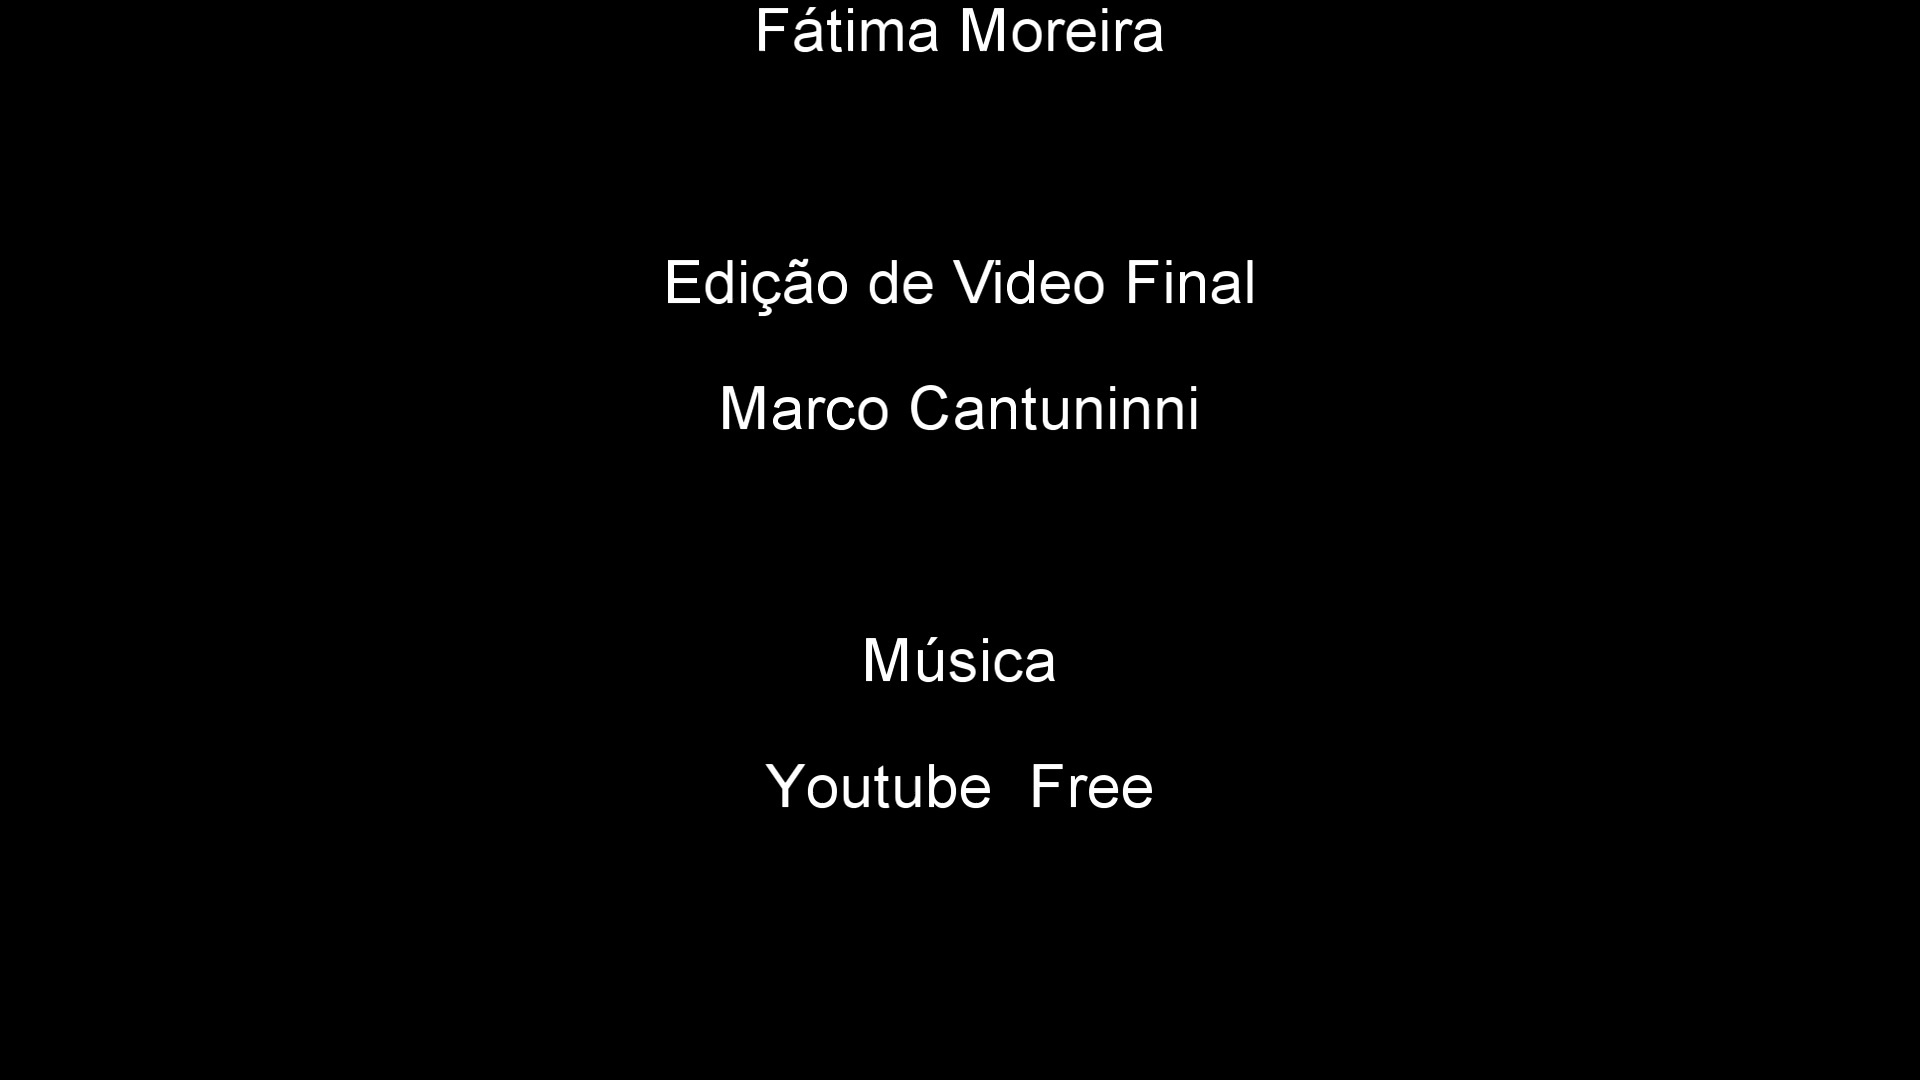 Fátima Moreira
Edição de Video Final
Marco Cantuninni
Música
Youtube  Free